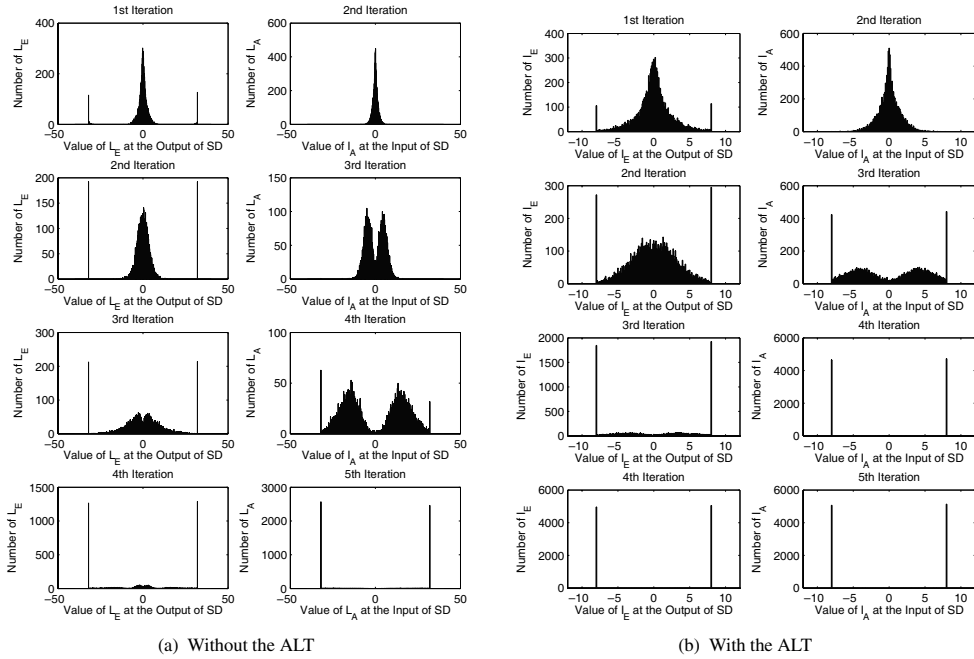 1st Iteration
400
200
0
−50 0 50
Number of L_E
Value of L_E at the Output of SD
2nd Iteration
600
400
200
0
−50 0 50
Number of L_A
Value of I_A at the Input of SD
2nd Iteration
200
150
100
50
0
−50 0 50
Number of L_E
Value of L_E at the Output of SD
3rd Iteration
150
100
50
0
−50 0 50
Number of L_A
Value of I_A at the Input of SD
3rd Iteration
300
200
100
0
−50 0 50
Number of L_E
Value of L_E at the Output of SD
4th Iteration
100
50
0
−50 0 50
Number of L_A
Value of I_A at the Input of SD
4th Iteration
1500
1000
500
0
−50 0 50
Number of L_E
Value of L_E at the Output of SD
5th Iteration
3000
2000
1000
0
−50 0 50
Number of L_A
Value of L_A at the Input of SD
(a) Without the ALT
1st Iteration
400
300
200
100
0
−10 −5 0 5 10
Number of I_E
Value of I_E at the Output of SD
2nd Iteration
600
400
200
0
−10 −5 0 5 10
Number of I_A
Value of I_A at the Input of SD
2nd Iteration
300
200
100
0
−10 −5 0 5 10
Number of I_E
Value of I_E at the Output of SD
3rd Iteration
600
400
200
0
−10 −5 0 5 10
Number of I_A
Value of I_A at the Input of SD
3rd Iteration
2000
1500
1000
500
0
−10 −5 0 5 10
Number of I_E
Value of I_E at the Output of SD
4th Iteration
6000
4000
2000
0
−10 −5 0 5 10
Number of I_A
Value of I_A at the Input of SD
4th Iteration
6000
4000
2000
0
−10 −5 0 5 10
Number of I_E
Value of I_E at the Output of SD
5th Iteration
6000
4000
2000
0
−10 −5 0 5 10
Number of I_A
Value of I_A at the Input of SD
(b) With the ALT